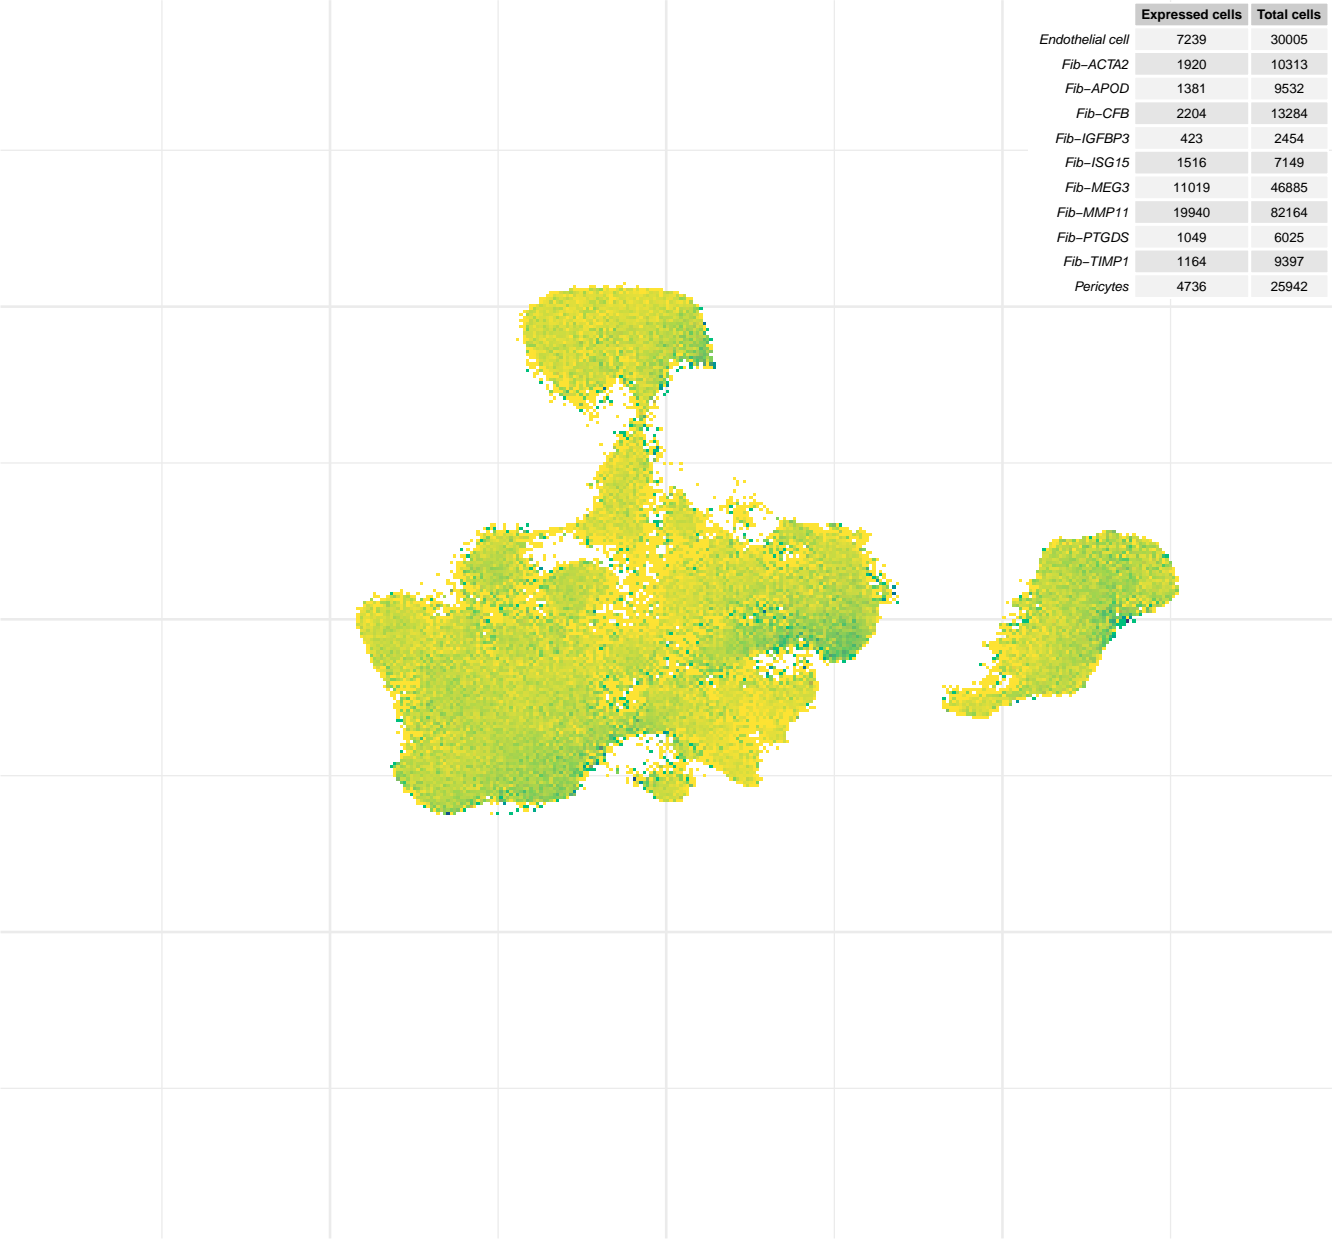 Expressed cells Total cells
Endothelial cell 7239 30005
Fib−ACTA2 1920 10313
Fib−APOD 1381 9532
Fib−CFB 2204 13284
Fib−IGFBP3 423 2454
Fib−ISG15 1516 7149
Fib−MEG3 11019 46885
Fib−MMP11 19940 82164
Fib−PTGDS 1049 6025
Fib−TIMP1 1164 9397
Pericytes 4736 25942